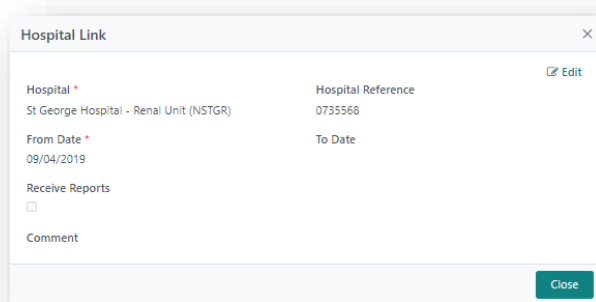 Hospital Link
Edit
Hospital * Hospital Reference
St George Hospital - Renal Unit (NSTGR) 0735568
From Date * To Date
09/04/2019
Receive Reports
Comment
Close